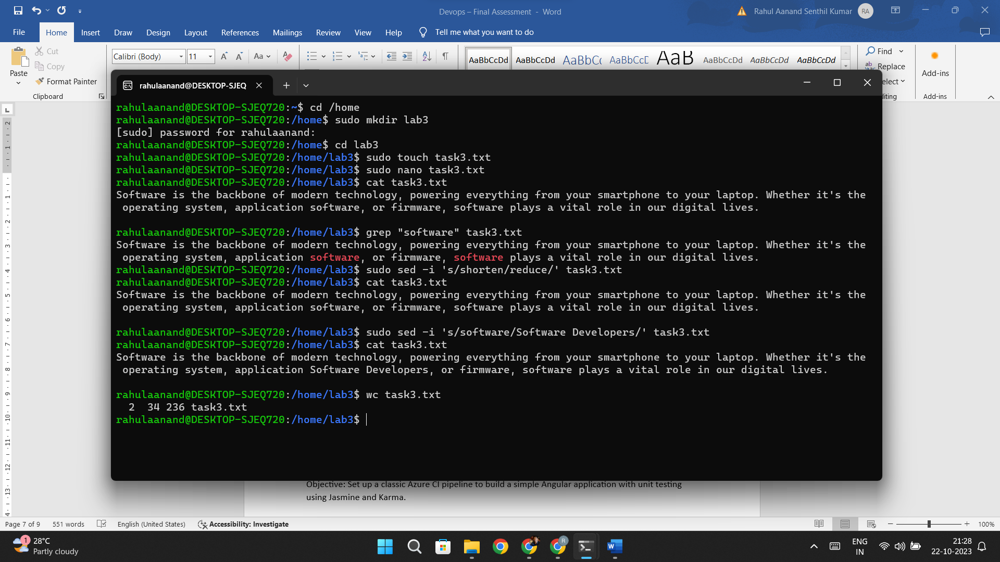 Devops – Final Assessment - Word
Rahul Aanand Senthil Kumar
RA
File
Home
Insert
Draw
Design
Layout
References
Mailings
Review
View
Help
Tell me what you want to do
Paste
Cut
Copy
Format Painter
Clipboard
Calibri (Body)
11
Aa
AaBbCcDd
AaBbCcDd
AaBbCc
AaBbCcD
AaB
AaBbCcDd
AaBbCcDd
AaBbCcDd
Find
Replace
elect
iting
Add-ins
Add-ins
rahulaanand@DESKTOP-SJEQ
rahulaanand@DESKTOP-SJEQ720:~$ cd /home
rahulaanand@DESKTOP-SJEQ720:/home$ sudo mkdir lab3
[sudo] password for rahulaanand:
rahulaanand@DESKTOP-SJEQ720:/home$ cd lab3
rahulaanand@DESKTOP-SJEQ720:/home/lab3$ sudo touch task3.txt
rahulaanand@DESKTOP-SJEQ720:/home/lab3$ sudo nano task3.txt
rahulaanand@DESKTOP-SJEQ720:/home/lab3$ cat task3.txt
Software is the backbone of modern technology, powering everything from your smartphone to your laptop. Whether it's the
operating system, application software, or firmware, software plays a vital role in our digital lives.
rahulaanand@DESKTOP-SJEQ720:/home/lab3$ grep "software" task3.txt
Software is the backbone of modern technology, powering everything from your smartphone to your laptop. Whether it's the
operating system, application software, or firmware, software plays a vital role in our digital lives.
rahulaanand@DESKTOP-SJEQ720:/home/lab3$ sudo sed -i 's/shorten/reduce/' task3.txt
rahulaanand@DESKTOP-SJEQ720:/home/lab3$ cat task3.txt
Software is the backbone of modern technology, powering everything from your smartphone to your laptop. Whether it's the
operating system, application software, or firmware, software plays a vital role in our digital lives.
rahulaanand@DESKTOP-SJEQ720:/home/lab3$ sudo sed -i 's/software/Software Developers/' task3.txt
rahulaanand@DESKTOP-SJEQ720:/home/lab3$ cat task3.txt
Software is the backbone of modern technology, powering everything from your smartphone to your laptop. Whether it's the
operating system, application Software Developers, or firmware, software plays a vital role in our digital lives.
rahulaanand@DESKTOP-SJEQ720:/home/lab3$ wc task3.txt
2 34 236 task3.txt
rahulaanand@DESKTOP-SJEQ720:/home/lab3$
Objective: Set up a classic Azure CI pipeline to build a simple Angular application with unit testing
using Jasmine and Karma.
Page 7 of 9
551 words
English (United States)
Accessibility: Investigate
100%
1
28°C
Partly cloudy
R
ENG
IN
21:28
22-10-2023